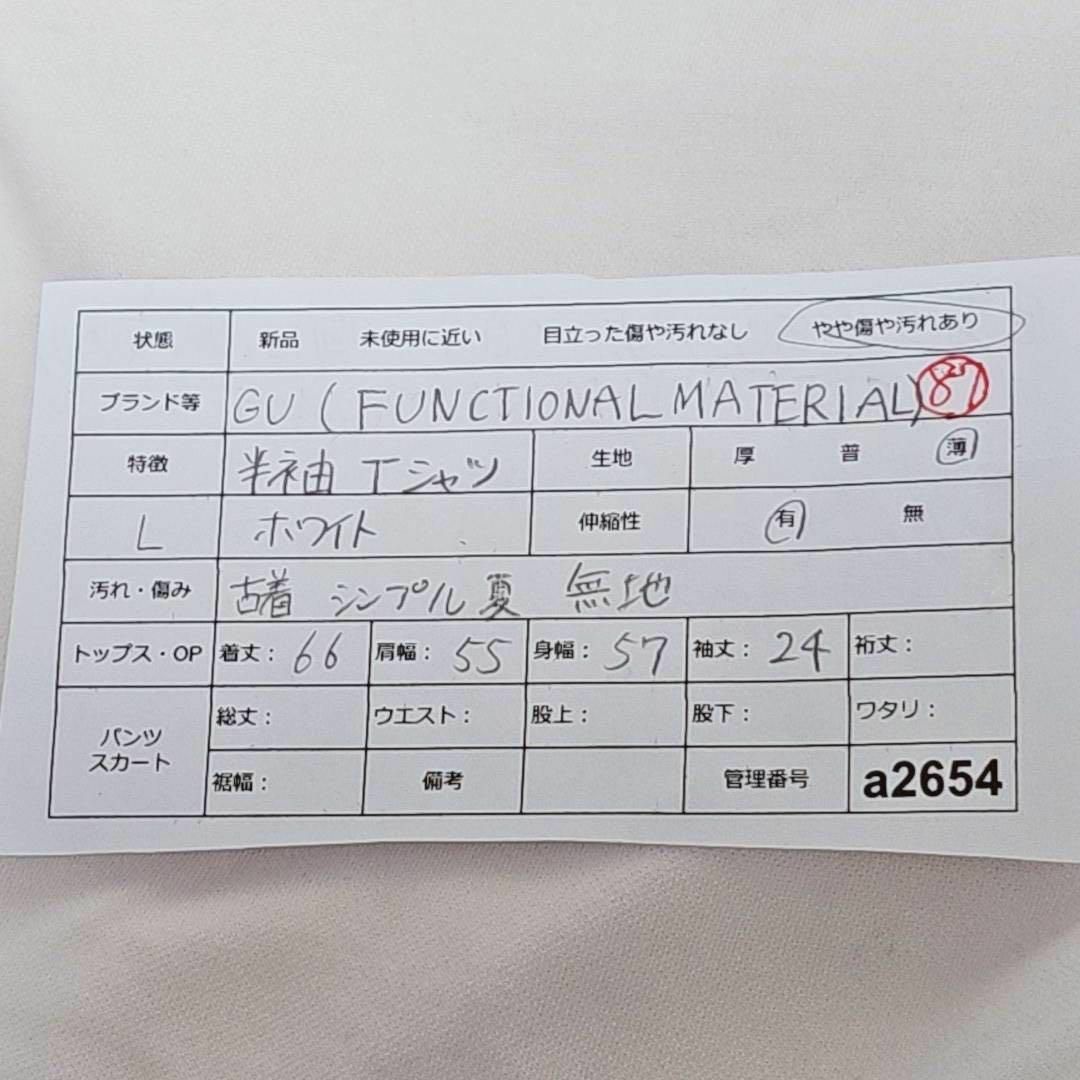 状態 新品 未使用に近い 目立った傷や汚れなし やや傷や汚れあり
ブランド等 GU (FUNCTIONAL MATERIAL) 87
特徴 半袖 Tシャツ 生地 厚 普 薄
L ホワイト 伸縮性 有 無
汚れ・傷み 古着 シンプル 夏 無地
トップス・OP 着丈: 66 肩幅: 55 身幅: 57 袖丈: 24 裄丈:
パンツ スカート 総丈: ウエスト: 股上: 股下: ワタリ:
裾幅: 備考 管理番号 a2654